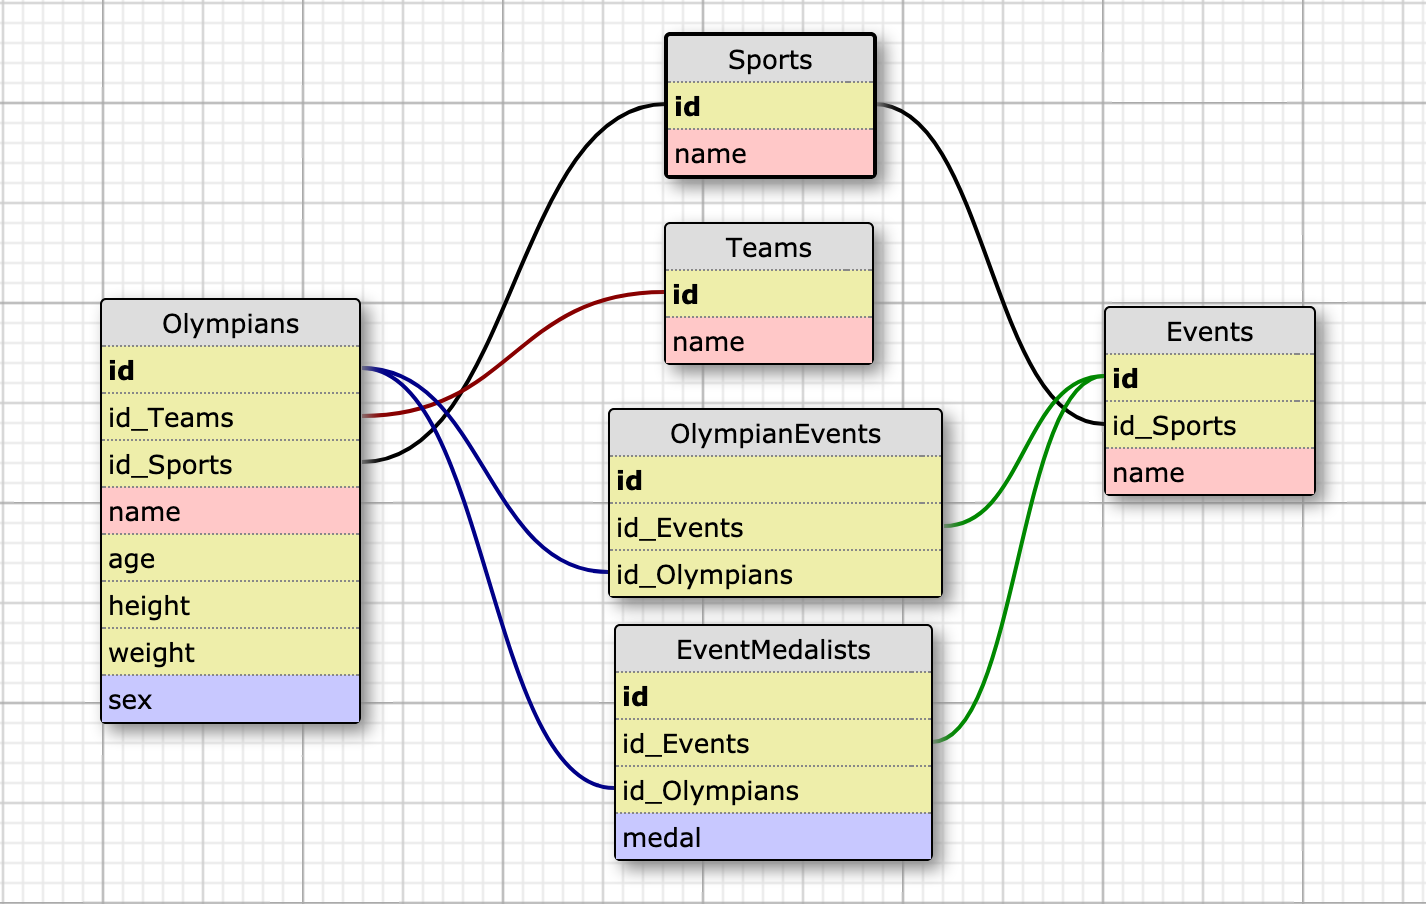 Sports
id
name
Teams
id
name
Olympians
id
id_Teams
id_Sports
name
age
height
weight
sex
OlympianEvents
id
id_Events
id_Olympians
EventMedalists
id
id_Events
id_Olympians
medal
Events
id
id_Sports
name